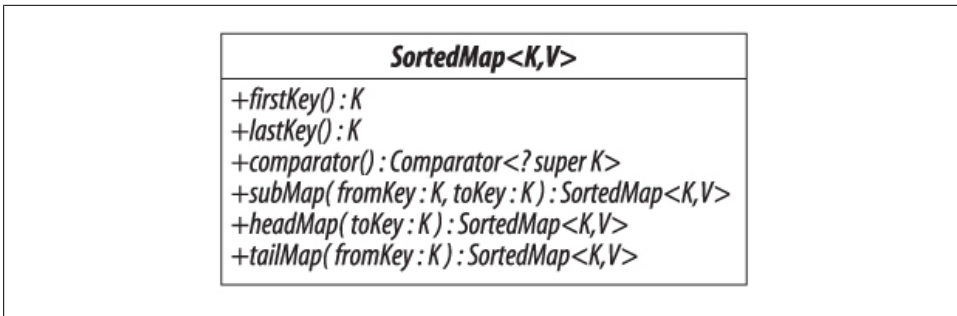 SortedMap<K,V>
+firstKey() : K
+lastKey() : K
+comparator() : Comparator<? super K>
+subMap( fromKey : K, toKey : K ) : SortedMap<K,V>
+headMap( toKey : K ) : SortedMap<K,V>
+tailMap( fromKey : K ) : SortedMap<K,V>